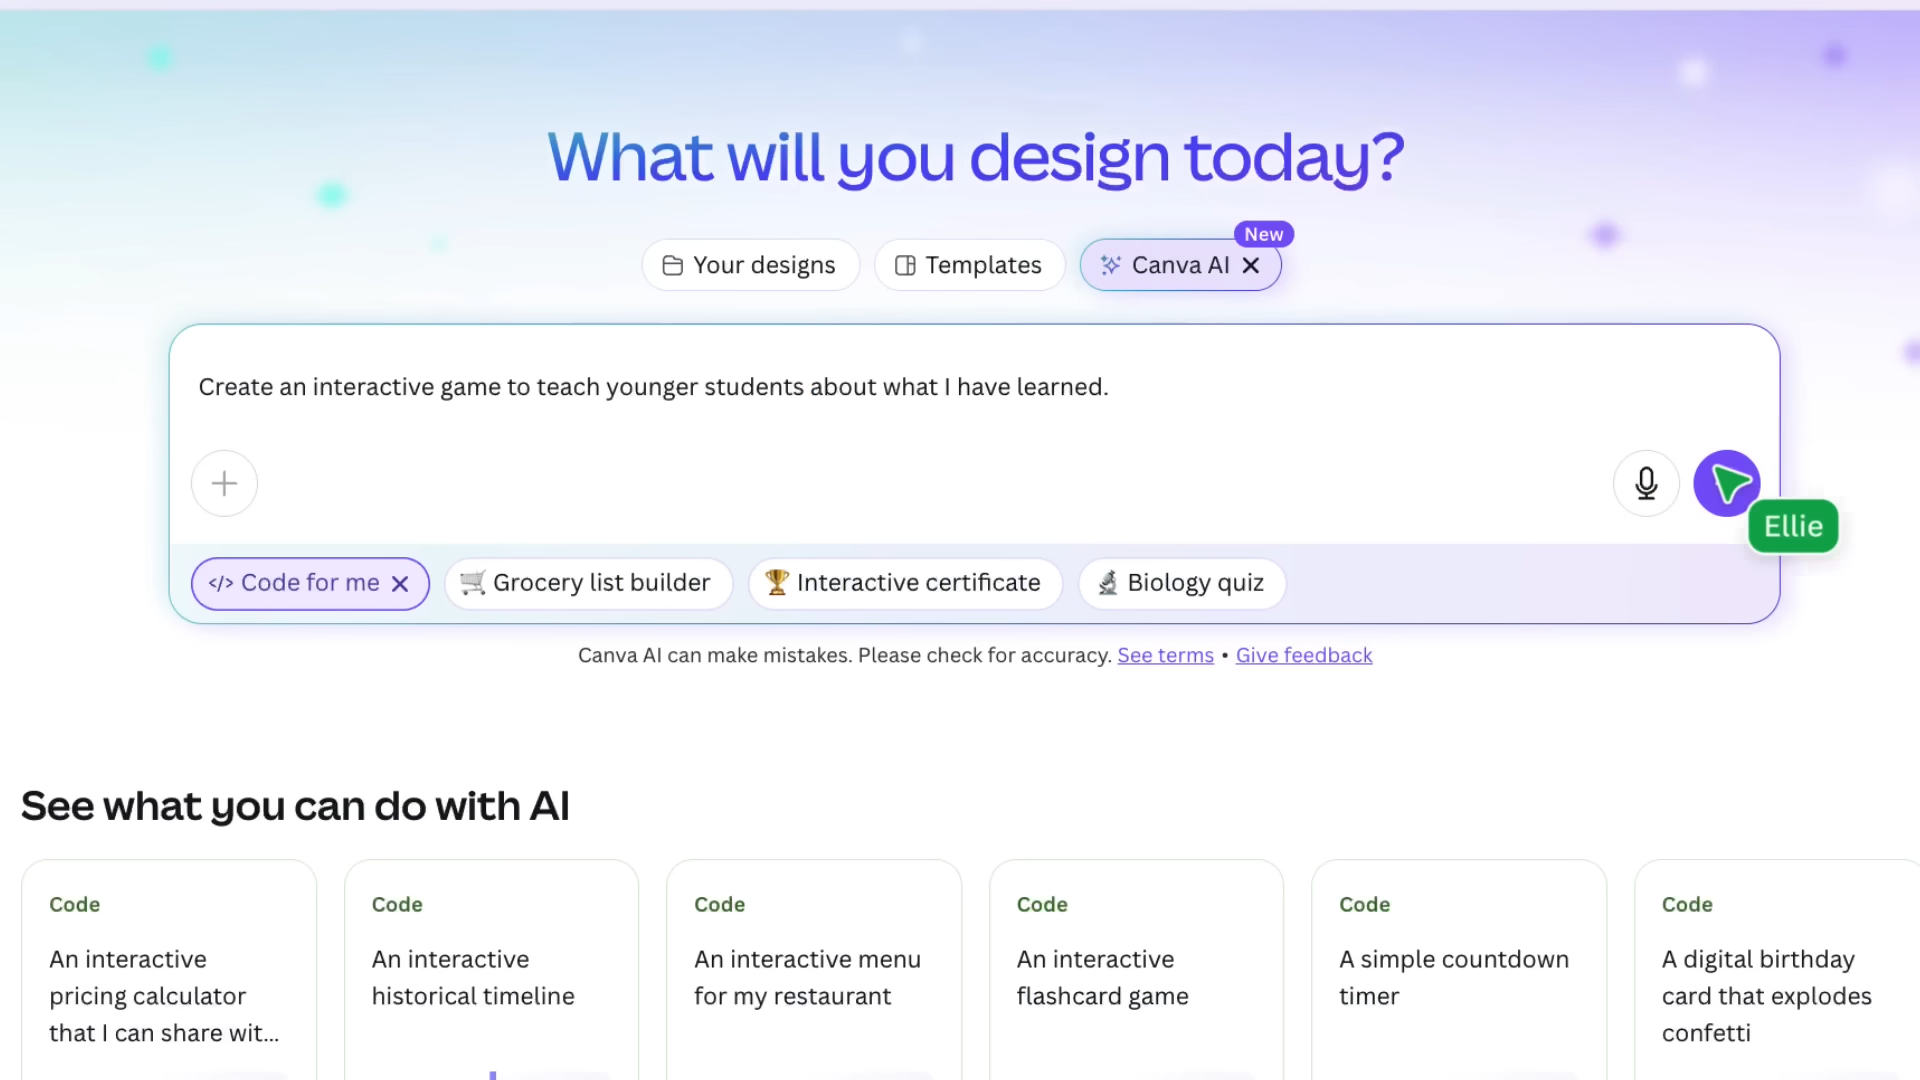 What will you design today?
New
Your designs
Templates
Canva AI
Create an interactive game to teach younger students about what I have learned.
Ellie
</> Code for me
Grocery list builder
Interactive certificate
Biology quiz
Canva AI can make mistakes. Please check for accuracy. See terms • Give feedback
See what you can do with AI
Code
An interactive
pricing calculator
that I can share wit...
Code
An interactive
historical timeline
Code
An interactive menu
for my restaurant
Code
An interactive
flashcard game
Code
A simple countdown
timer
Code
A digital birthday
card that explodes
confetti